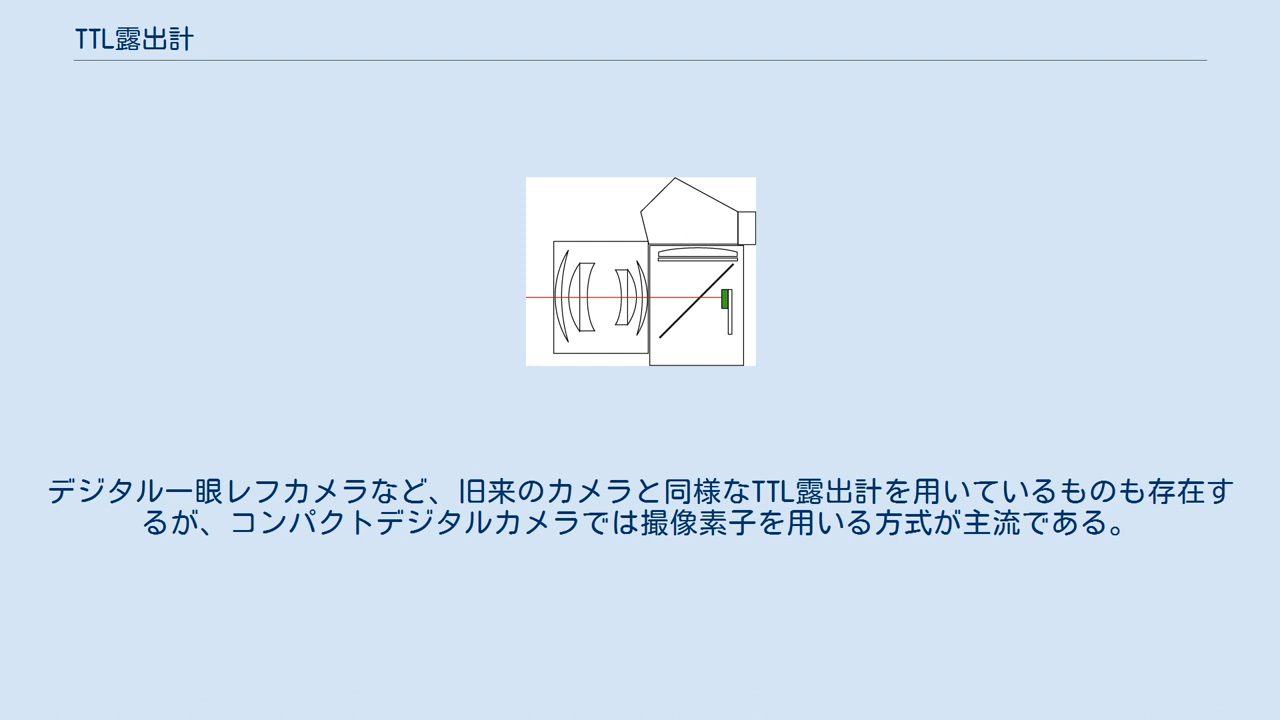 TTL露出計
デジタル一眼レフカメラなど、旧来のカメラと同様なTTL露出計を用いているものも存在す
るが、コンパクトデジタルカメラでは撮像素子を用いる方式が主流である。